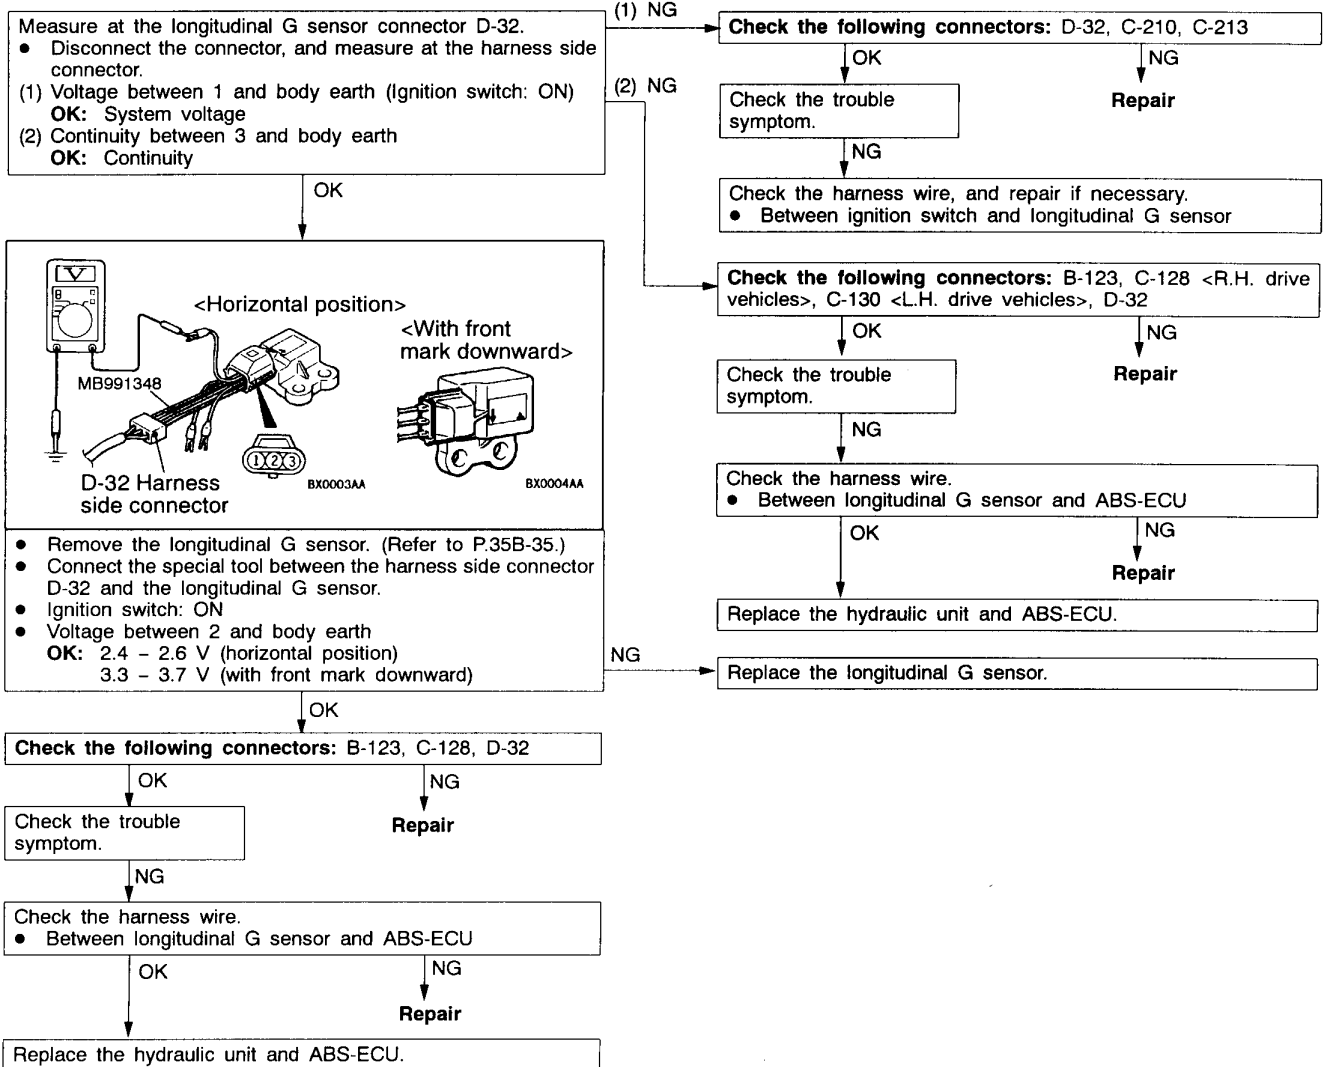 Measure at the longitudinal G sensor connector D-32.
● Disconnect the connector, and measure at the harness side
connector.
(1) Voltage between 1 and body earth (Ignition switch: ON)
OK: System voltage
(2) Continuity between 3 and body earth
OK: Continuity
(1) NG
(2) NG
OK
Check the following connectors: D-32, C-210, C-213
OK
NG
Check the trouble
symptom.
Repair
NG
Check the harness wire, and repair if necessary.
● Between ignition switch and longitudinal G sensor
Check the following connectors: B-123, C-128 <R.H. drive
vehicles>, C-130 <L.H. drive vehicles>, D-32
OK
NG
Check the trouble
symptom.
Repair
NG
Check the harness wire.
● Between longitudinal G sensor and ABS-ECU
OK
NG
Repair
Replace the hydraulic unit and ABS-ECU.
V
<Horizontal position>
<With front
mark downward>
MB991348
1 2 3
D-32 Harness
side connector
BX0003AA
BX0004AA
● Remove the longitudinal G sensor. (Refer to P.35B-35.)
● Connect the special tool between the harness side connector
D-32 and the longitudinal G sensor.
● Ignition switch: ON
● Voltage between 2 and body earth
OK: 2.4 – 2.6 V (horizontal position)
3.3 – 3.7 V (with front mark downward)
NG
Replace the longitudinal G sensor.
OK
Check the following connectors: B-123, C-128, D-32
OK
NG
Check the trouble
symptom.
Repair
NG
Check the harness wire.
● Between longitudinal G sensor and ABS-ECU
OK
NG
Repair
Replace the hydraulic unit and ABS-ECU.